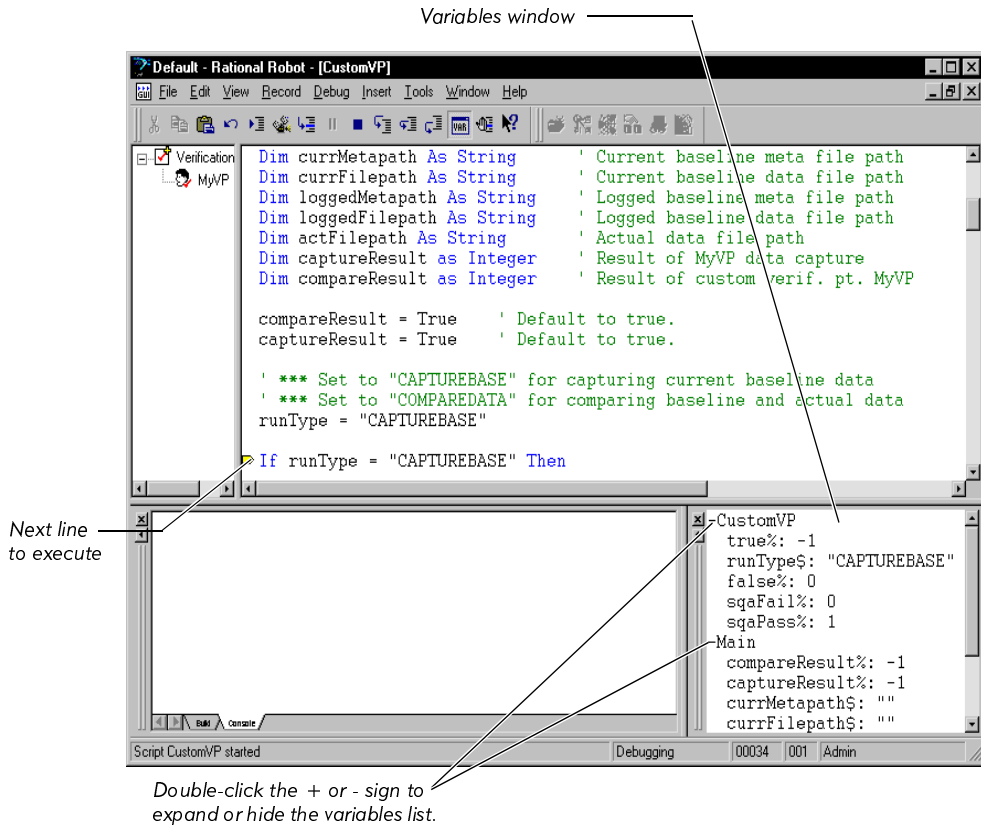 Variables window
Default - Rational Robot - [CustomVP]
GUI File Edit View Record Debug Insert Tools Window Help
VAR
Verification
MyVP
Dim currMetapath As String ' Current baseline meta file path
Dim currFilepath As String ' Current baseline data file path
Dim loggedMetapath As String ' Logged baseline meta file path
Dim loggedFilepath As String ' Logged baseline data file path
Dim actFilepath As String ' Actual data file path
Dim captureResult as Integer ' Result of MyVP data capture
Dim compareResult as Integer ' Result of custom verif. pt. MyVP
compareResult = True ' Default to true.
captureResult = True ' Default to true.
' *** Set to "CAPTUREBASE" for capturing current baseline data
' *** Set to "COMPAREDATA" for comparing baseline and actual data
runType = "CAPTUREBASE"
If runType = "CAPTUREBASE" Then
Next line
to execute
-CustomVP
true%: -1
runType$: "CAPTUREBASE"
false%: 0
sqaFail%: 0
sqaPass%: 1
-Main
compareResult%: -1
captureResult%: -1
currMetapath$: ""
currFilepath$: ""
Build Console
Script CustomVP started Debugging 00034 001 Admin
Double-click the + or - sign to
expand or hide the variables list.